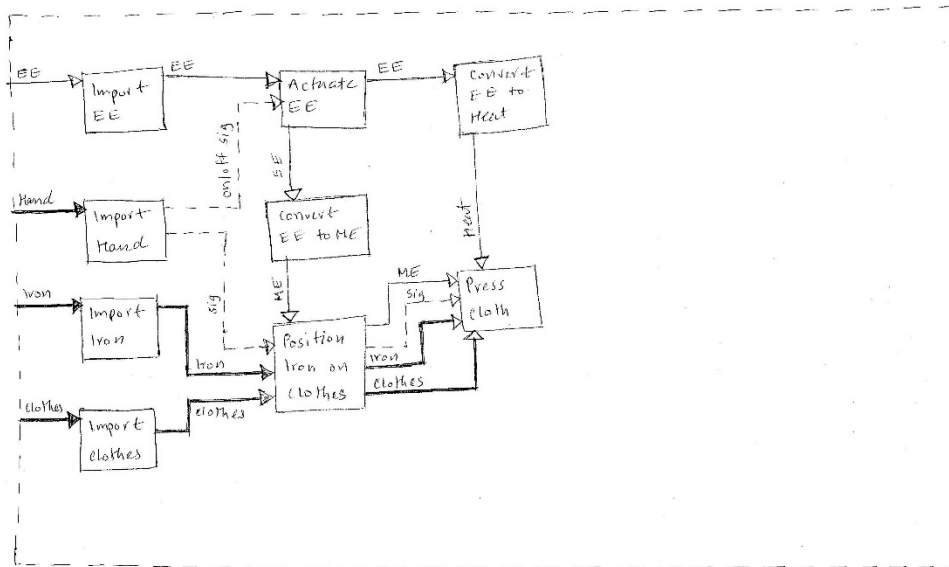 EE
Import
EE
EE
Actuate
EE
EE
Convert
EE to
Heat
on/off sig
EE
Heat
Hand
Import
Hand
Convert
EE to ME
sig
ME
Iron
Import
Iron
Iron
Position
Iron on
clothes
ME
sig
Iron
clothes
Press
cloth
clothes
Import
clothes
clothes